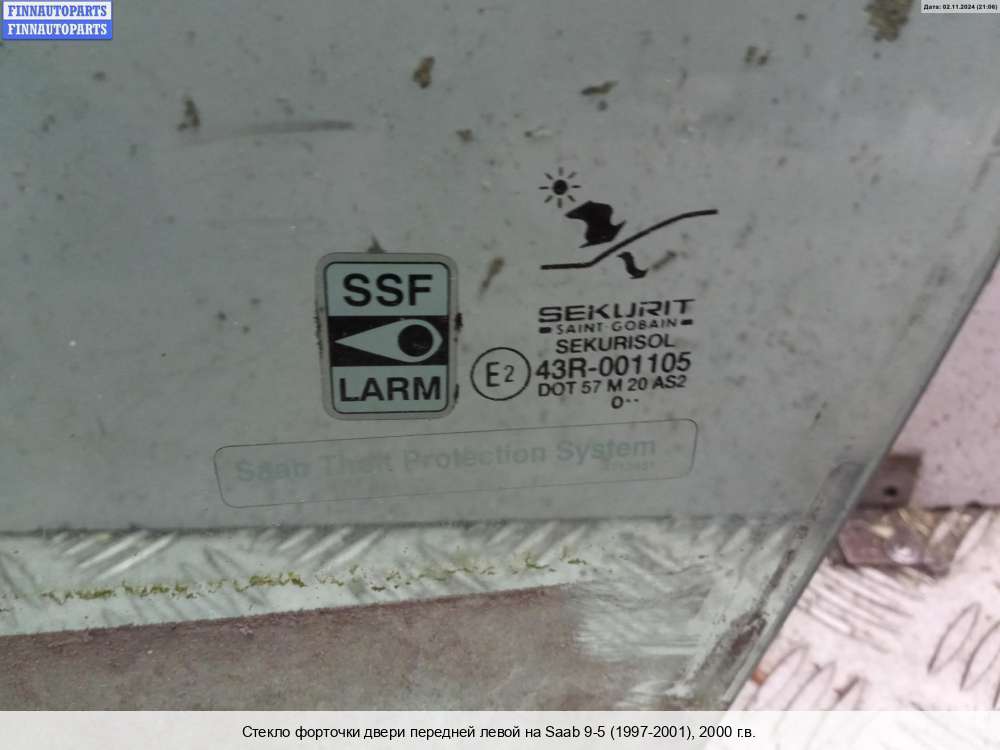 FINNAUTOPARTS
FINNAUTOPARTS
Дата: 02.11.2024 (21:06)
SSF
LARM
SEKURIT
SAINT-GOBAIN
SEKURISOL
E2
43R-001105
DOT 57 M 20 AS2
0··
Saab Theft Protection System
Стекло форточки двери передней левой на Saab 9-5 (1997-2001), 2000 г.в.